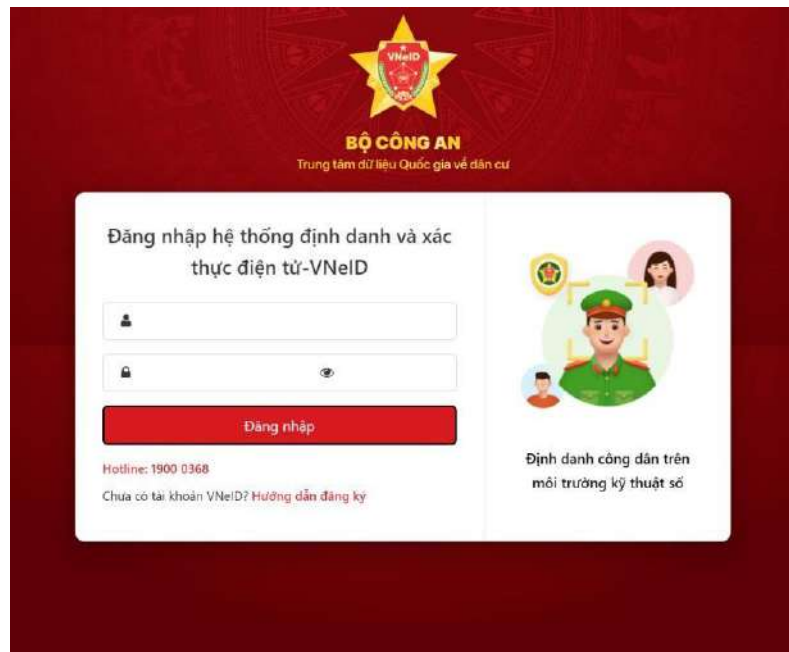 VNeID
BỘ CÔNG AN
Trung tâm dữ liệu Quốc gia về dân cư
Đăng nhập hệ thống định danh và xác
thực điện tử-VNeID
Đăng nhập
Hotline: 1900 0368
Chưa có tài khoản VNeID? Hướng dẫn đăng ký
Định danh công dân trên
môi trường kỹ thuật số